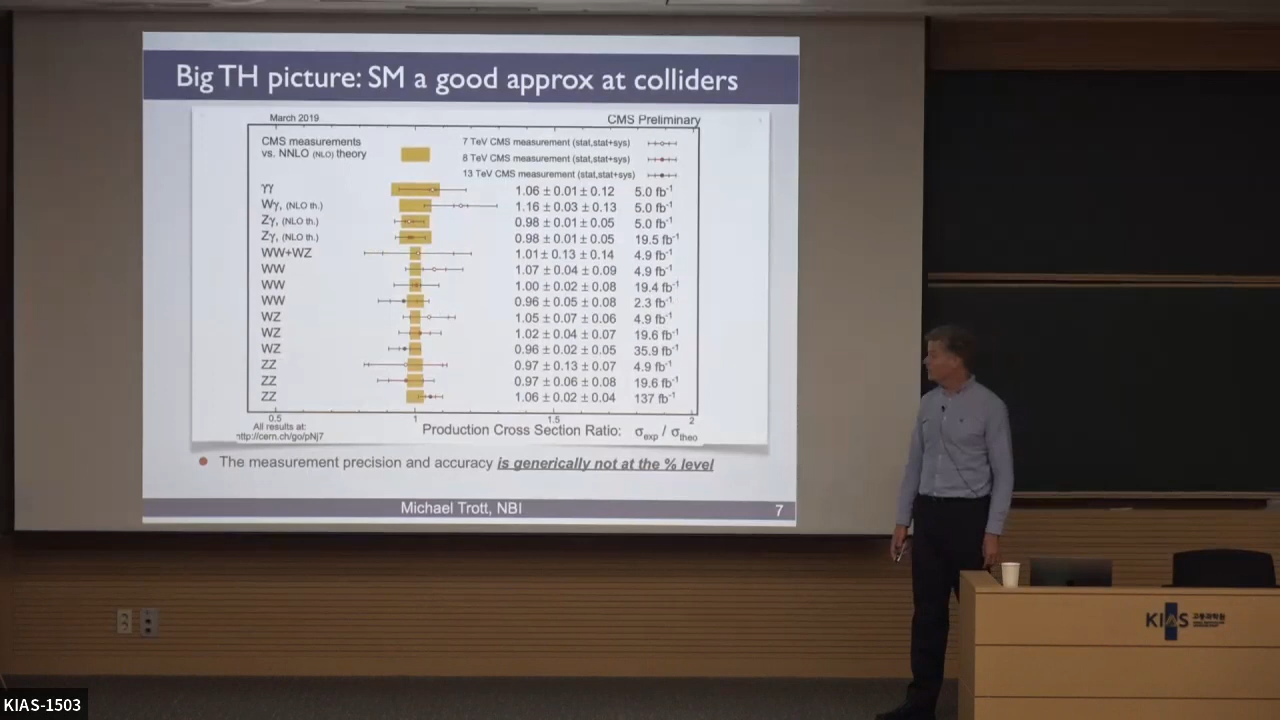 Big TH picture: SM a good approx at colliders
March 2019
CMS Preliminary
CMS measurements
vs. NNLO (NLO) theory
7 TeV CMS measurement (stat,stat+sys)
8 TeV CMS measurement (stat,stat+sys)
13 TeV CMS measurement (stat,stat+sys)
γγ 1.06 ± 0.01 ± 0.12 5.0 fb⁻¹
Wγ, (NLO th.) 1.16 ± 0.03 ± 0.13 5.0 fb⁻¹
Zγ, (NLO th.) 0.98 ± 0.01 ± 0.05 5.0 fb⁻¹
Zγ, (NLO th.) 0.98 ± 0.01 ± 0.05 19.5 fb⁻¹
WW+WZ 1.01 ± 0.13 ± 0.14 4.9 fb⁻¹
WW 1.07 ± 0.04 ± 0.09 4.9 fb⁻¹
WW 1.00 ± 0.02 ± 0.08 19.4 fb⁻¹
WW 0.96 ± 0.05 ± 0.08 2.3 fb⁻¹
WZ 1.05 ± 0.07 ± 0.06 4.9 fb⁻¹
WZ 1.02 ± 0.04 ± 0.07 19.6 fb⁻¹
WZ 0.96 ± 0.02 ± 0.05 35.9 fb⁻¹
ZZ 0.97 ± 0.13 ± 0.07 4.9 fb⁻¹
ZZ 0.97 ± 0.06 ± 0.08 19.6 fb⁻¹
ZZ 1.06 ± 0.02 ± 0.04 137 fb⁻¹
0.5 1 1.5 2
All results at:
http://cern.ch/go/pNj7
Production Cross Section Ratio: σexp / σtheo
The measurement precision and accuracy is generically not at the % level
Michael Trott, NBI
7
KIAS 고등과학원
KIAS-1503